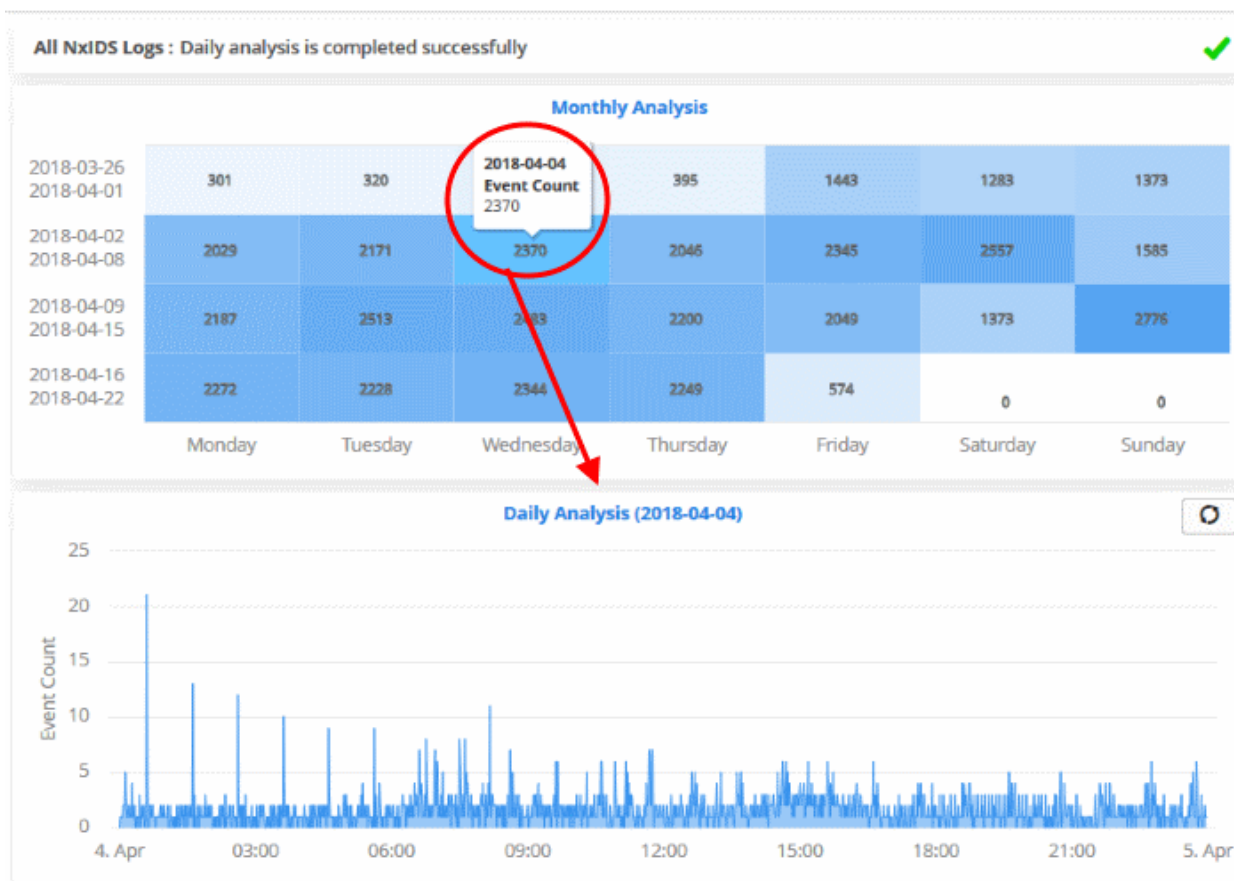 All NxIDS Logs : Daily analysis is completed successfully
Monthly Analysis
2018-03-26
2018-04-01
301 320 395 1443 1283 1373
2018-04-04
Event Count
2370
2018-04-02
2018-04-08
2029 2171 2370 2046 2345 2557 1585
2018-04-09
2018-04-15
2187 2513 2483 2200 2049 1373 2776
2018-04-16
2018-04-22
2272 2228 2344 2249 574 0 0
Monday Tuesday Wednesday Thursday Friday Saturday Sunday
Daily Analysis (2018-04-04)
Event Count
25
20
15
10
5
0
4. Apr 03:00 06:00 09:00 12:00 15:00 18:00 21:00 5. Apr